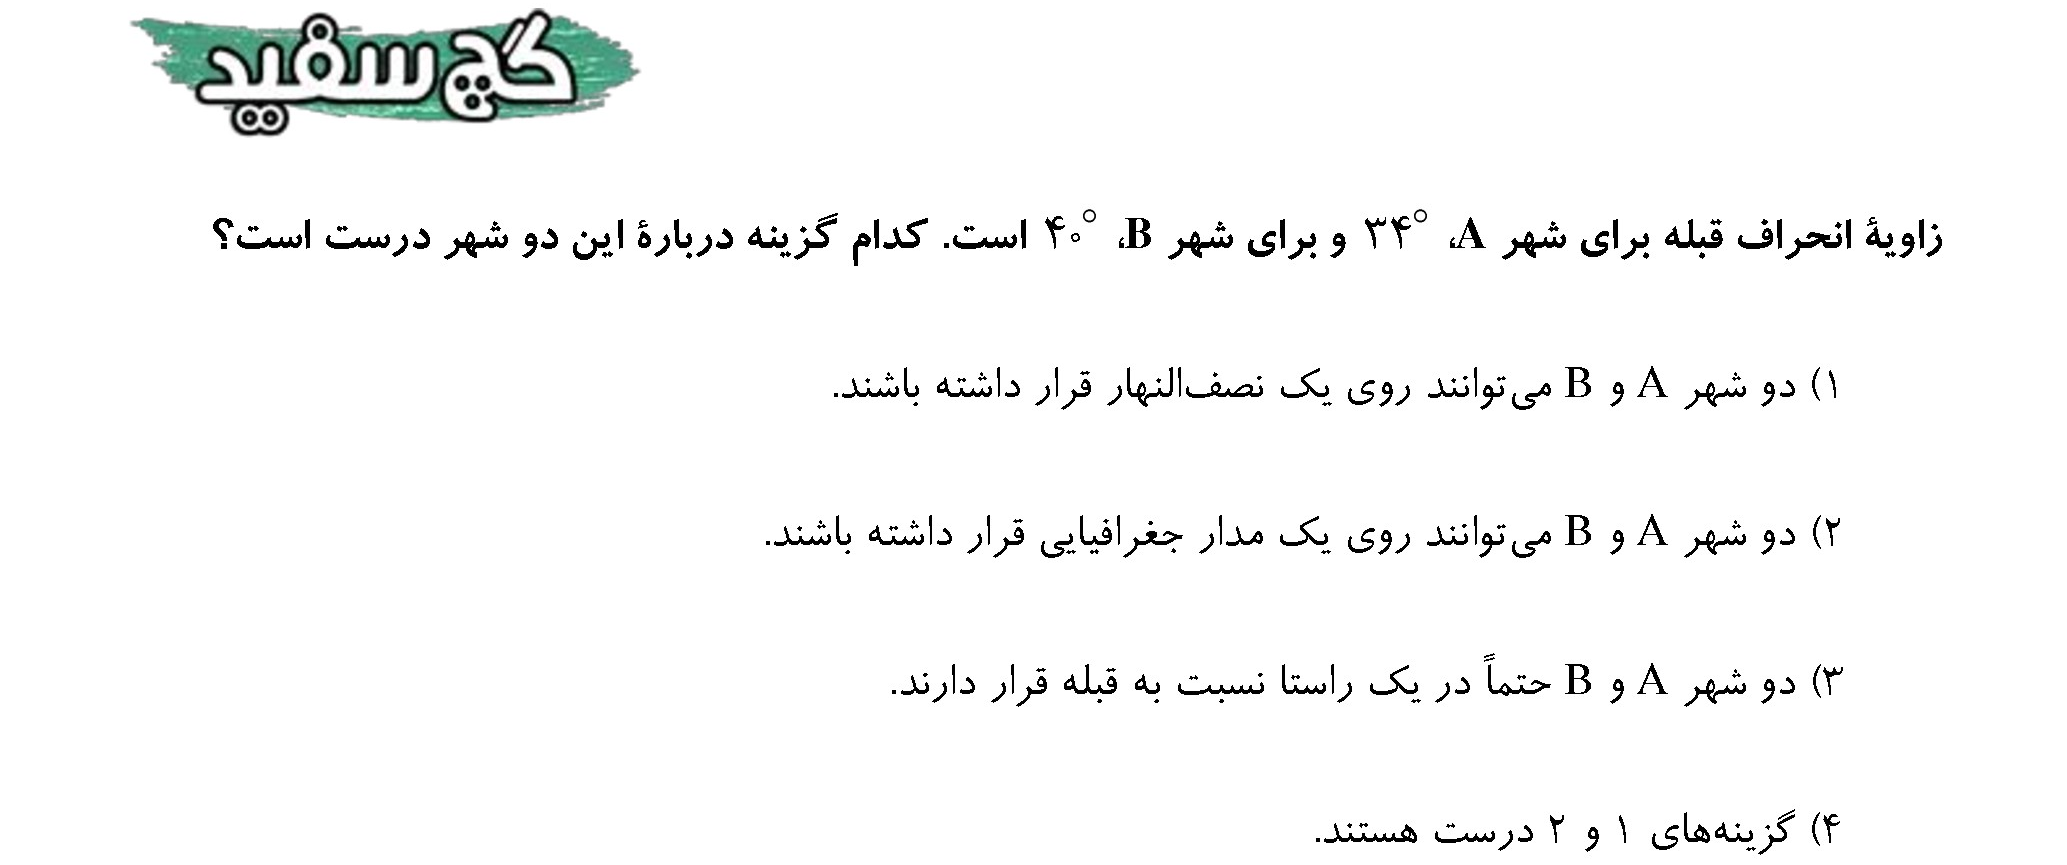 گچ سفید
زاویهٔ انحراف قبله برای شهر A، ۳۴° و برای شهر B، ۴۰° است. کدام گزینه دربارهٔ این دو شهر درست است؟
۱) دو شهر A و B می‌توانند روی یک نصف‌النهار قرار داشته باشند.
۲) دو شهر A و B می‌توانند روی یک مدار جغرافیایی قرار داشته باشند.
۳) دو شهر A و B حتماً در یک راستا نسبت به قبله قرار دارند.
۴) گزینه‌های ۱ و ۲ درست هستند.